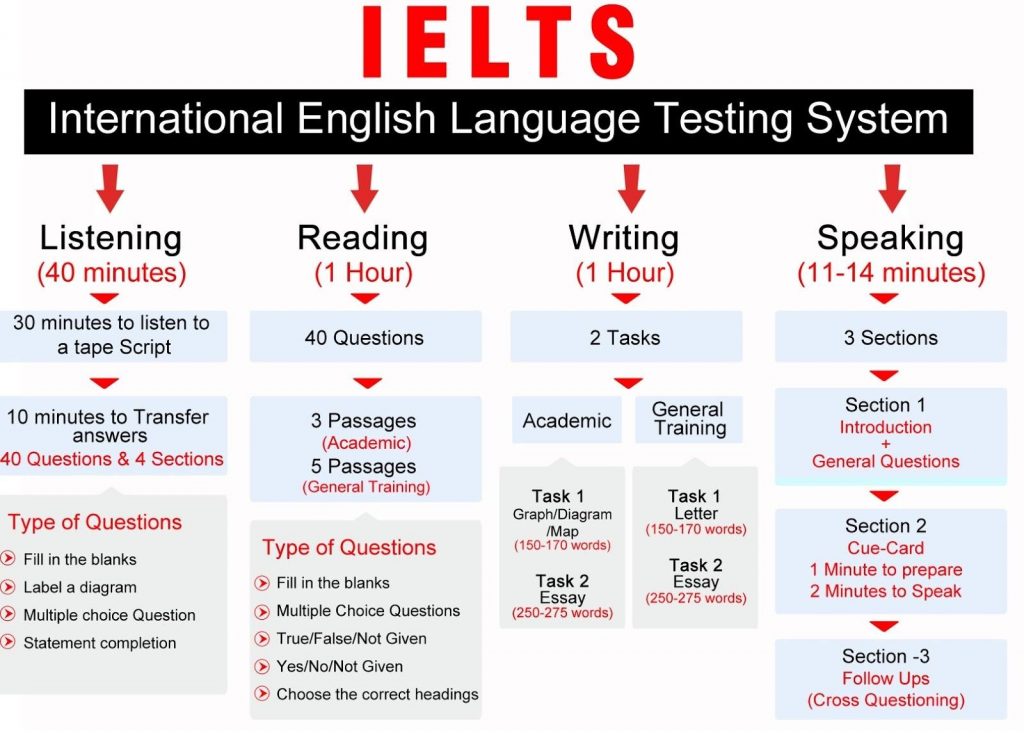 IELTS
International English Language Testing System
Listening
(40 minutes)
30 minutes to listen to
a tape Script
10 minutes to Transfer
answers
40 Questions & 4 Sections
Type of Questions
Fill in the blanks
Label a diagram
Multiple choice Question
Statement completion
Reading
(1 Hour)
40 Questions
3 Passages
(Academic)
5 Passages
(General Training)
Type of Questions
Fill in the blanks
Multiple Choice Questions
True/False/Not Given
Yes/No/Not Given
Choose the correct headings
Writing
(1 Hour)
2 Tasks
Academic
Task 1
Graph/Diagram
/Map
(150-170 words)
Task 2
Essay
(250-275 words)
General
Training
Task 1
Letter
(150-170 words)
Task 2
Essay
(250-275 words)
Speaking
(11-14 minutes)
3 Sections
Section 1
Introduction
+
General Questions
Section 2
Cue-Card
1 Minute to prepare
2 Minutes to Speak
Section -3
Follow Ups
(Cross Questioning)